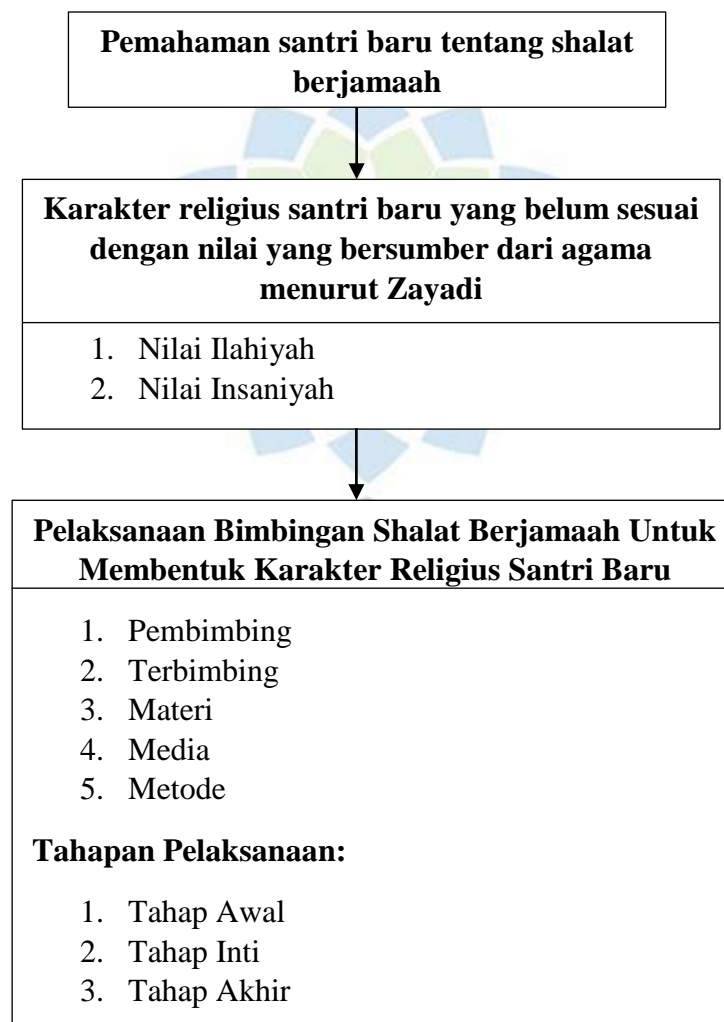 Pemahaman santri baru tentang shalat
berjamaah
Karakter religius santri baru yang belum sesuai
dengan nilai yang bersumber dari agama
menurut Zayadi
1. Nilai Ilahiyah
2. Nilai Insaniyah
Pelaksanaan Bimbingan Shalat Berjamaah Untuk
Membentuk Karakter Religius Santri Baru
1. Pembimbing
2. Terbimbing
3. Materi
4. Media
5. Metode
Tahapan Pelaksanaan:
1. Tahap Awal
2. Tahap Inti
3. Tahap Akhir